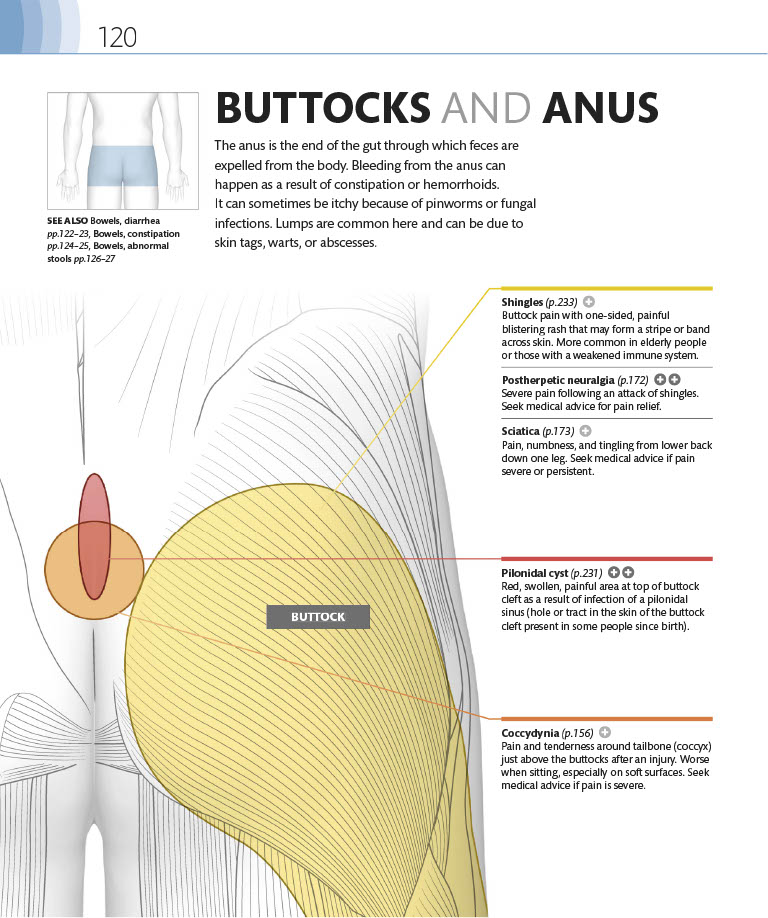 120
BUTTOCKS AND ANUS
The anus is the end of the gut through which feces are
expelled from the body. Bleeding from the anus can
happen as a result of constipation or hemorrhoids.
It can sometimes be itchy because of pinworms or fungal
infections. Lumps are common here and can be due to
skin tags, warts, or abscesses.
SEE ALSO Bowels, diarrhea
pp.122–23, Bowels, constipation
pp.124–25, Bowels, abnormal
stools pp.126–27
Shingles (p.233)
Buttock pain with one-sided, painful
blistering rash that may form a stripe or band
across skin. More common in elderly people
or those with a weakened immune system.
Postherpetic neuralgia (p.172)
Severe pain following an attack of shingles.
Seek medical advice for pain relief.
Sciatica (p.173)
Pain, numbness, and tingling from lower back
down one leg. Seek medical advice if pain
severe or persistent.
Pilonidal cyst (p.231)
Red, swollen, painful area at top of buttock
cleft as a result of infection of a pilonidal
sinus (hole or tract in the skin of the buttock
cleft present in some people since birth).
BUTTOCK
Coccydynia (p.156)
Pain and tenderness around tailbone (coccyx)
just above the buttocks after an injury. Worse
when sitting, especially on soft surfaces. Seek
medical advice if pain is severe.